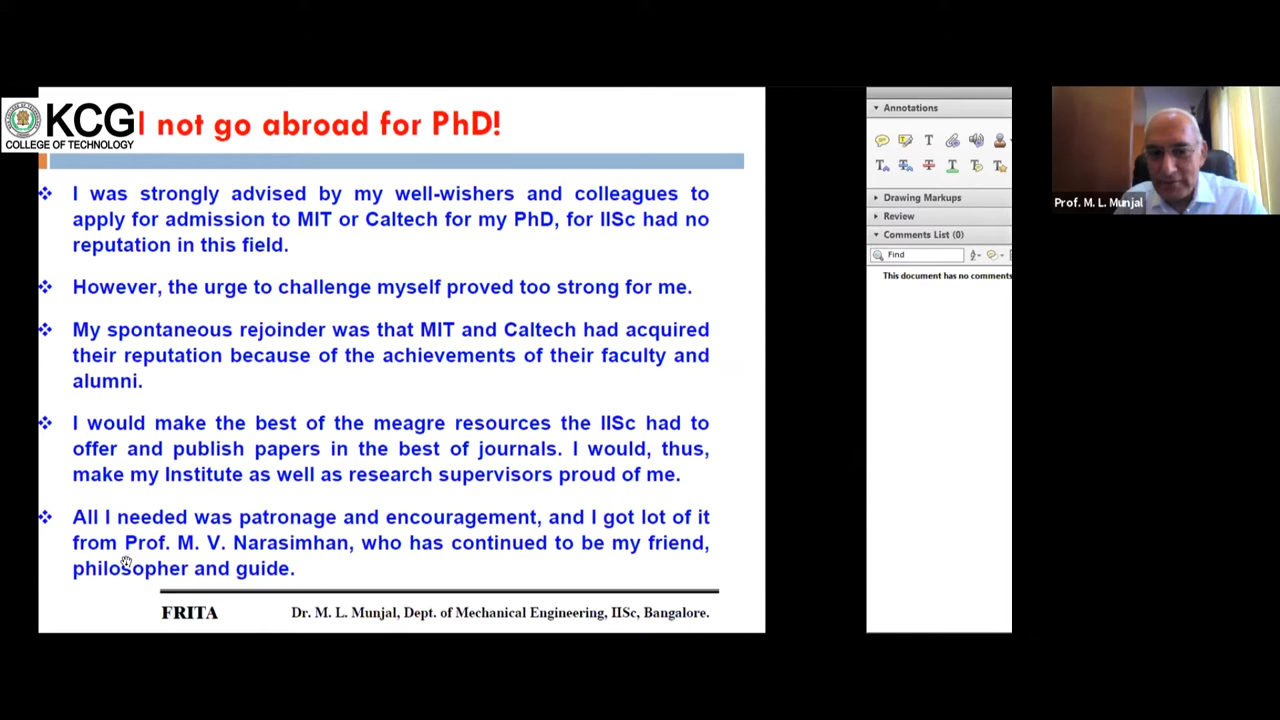 KCG
COLLEGE OF TECHNOLOGY
I not go abroad for PhD!
I was strongly advised by my well-wishers and colleagues to
apply for admission to MIT or Caltech for my PhD, for IISc had no
reputation in this field.
However, the urge to challenge myself proved too strong for me.
My spontaneous rejoinder was that MIT and Caltech had acquired
their reputation because of the achievements of their faculty and
alumni.
I would make the best of the meagre resources the IISc had to
offer and publish papers in the best of journals. I would, thus,
make my Institute as well as research supervisors proud of me.
All I needed was patronage and encouragement, and I got lot of it
from Prof. M. V. Narasimhan, who has continued to be my friend,
philosopher and guide.
FRITA
Dr. M. L. Munjal, Dept. of Mechanical Engineering, IISc, Bangalore.
Annotations
Drawing Markups
Review
Comments List (0)
Find
This document has no comments
Prof. M. L. Munjal